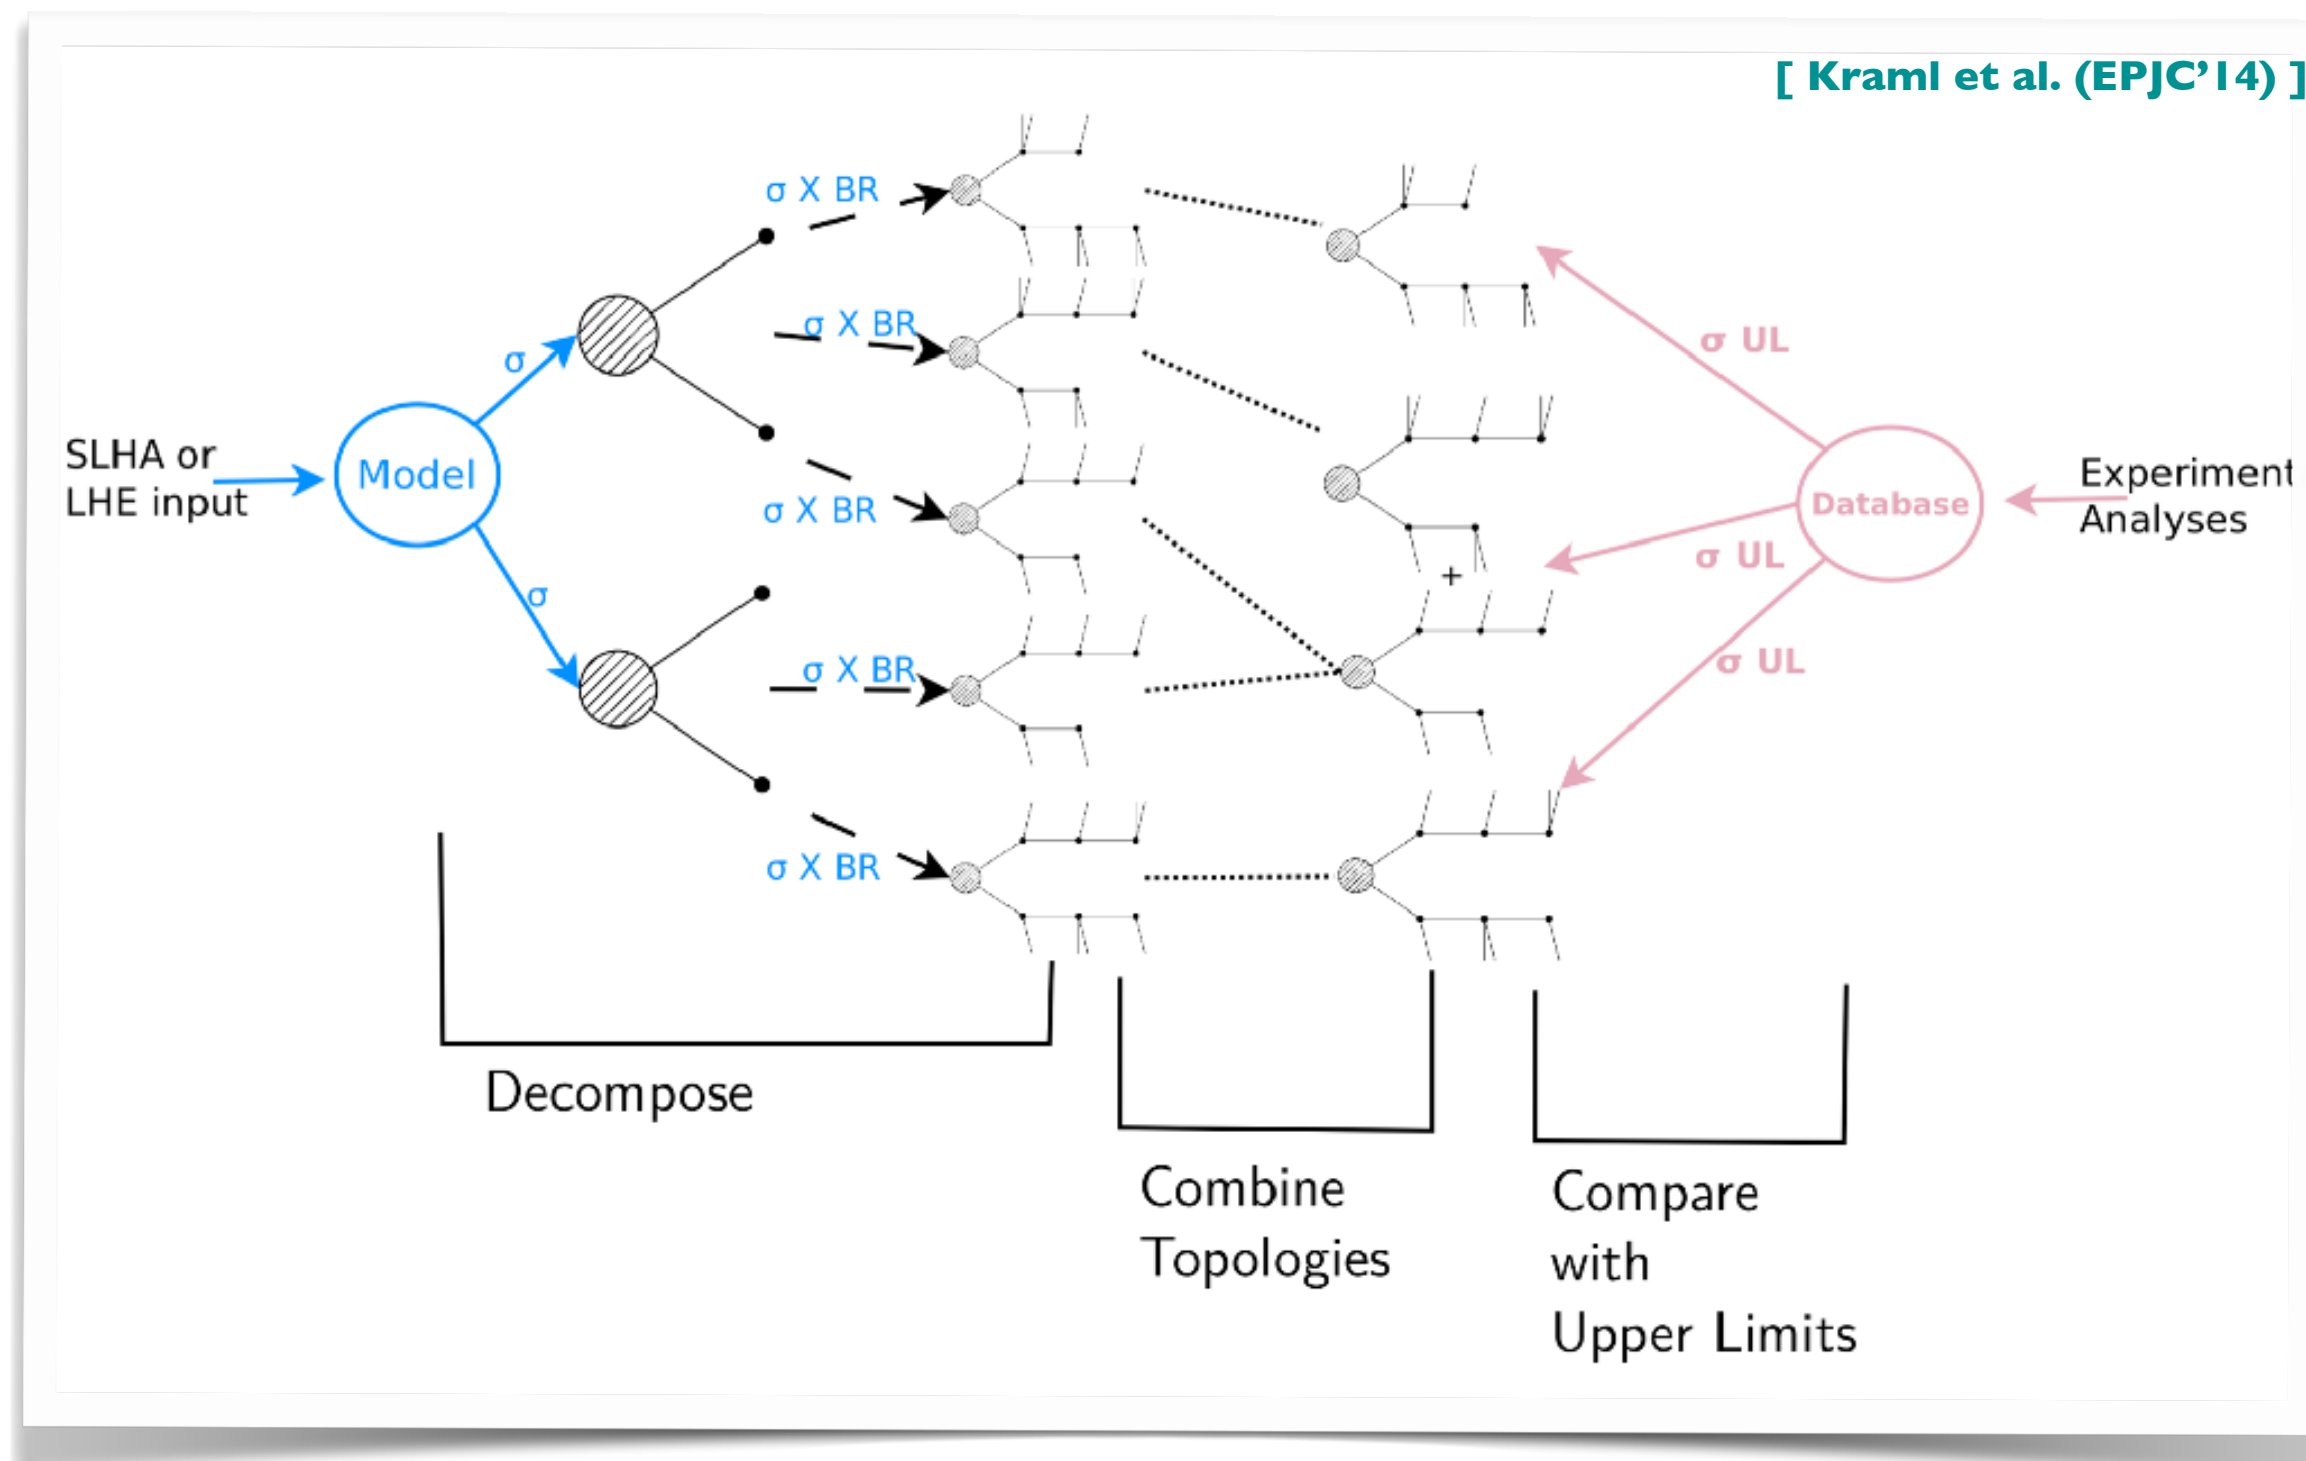 [ Kraml et al. (EPJC’14) ]
σ X BR
σ X BR
σ
σ UL
SLHA or
LHE input
Model
Experiment
Analyses
Database
σ X BR
+
σ UL
σ
σ X BR
σ UL
σ X BR
Decompose
Combine
Topologies
Compare
with
Upper Limits